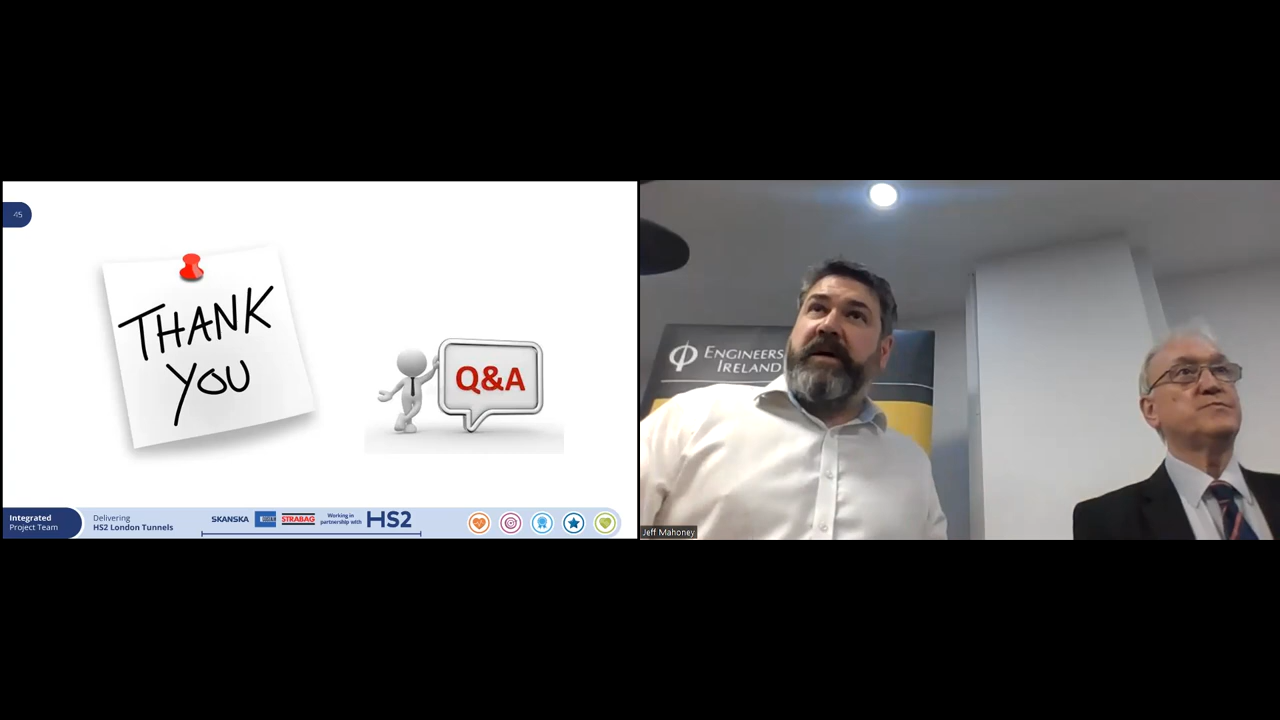 45
THANK
YOU
Q&A
Integrated
Project Team
Delivering
HS2 London Tunnels
SKANSKA
STRABAG
Working in
partnership with
HS2
ENGINEERS
IRELAND
Jeff Mahoney